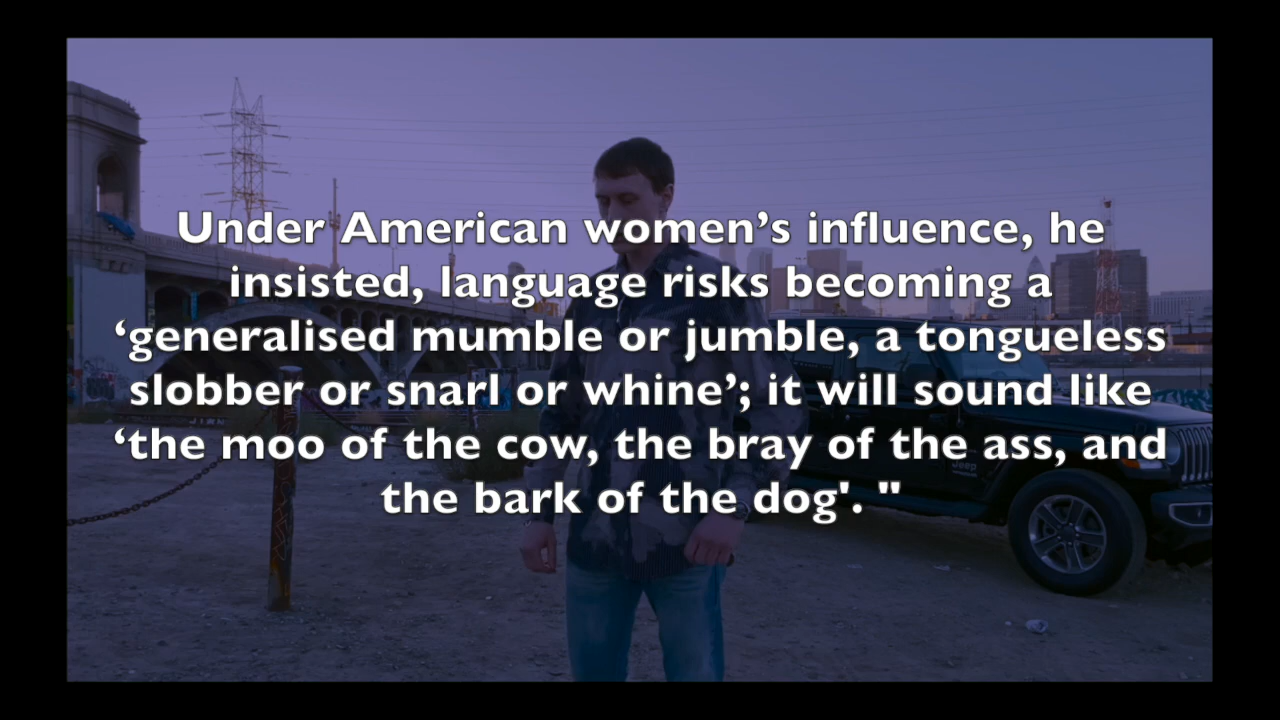 Under American women’s influence, he
insisted, language risks becoming a
‘generalised mumble or jumble, a tongueless
slobber or snarl or whine’; it will sound like
‘the moo of the cow, the bray of the ass, and
the bark of the dog'. "
Jeep